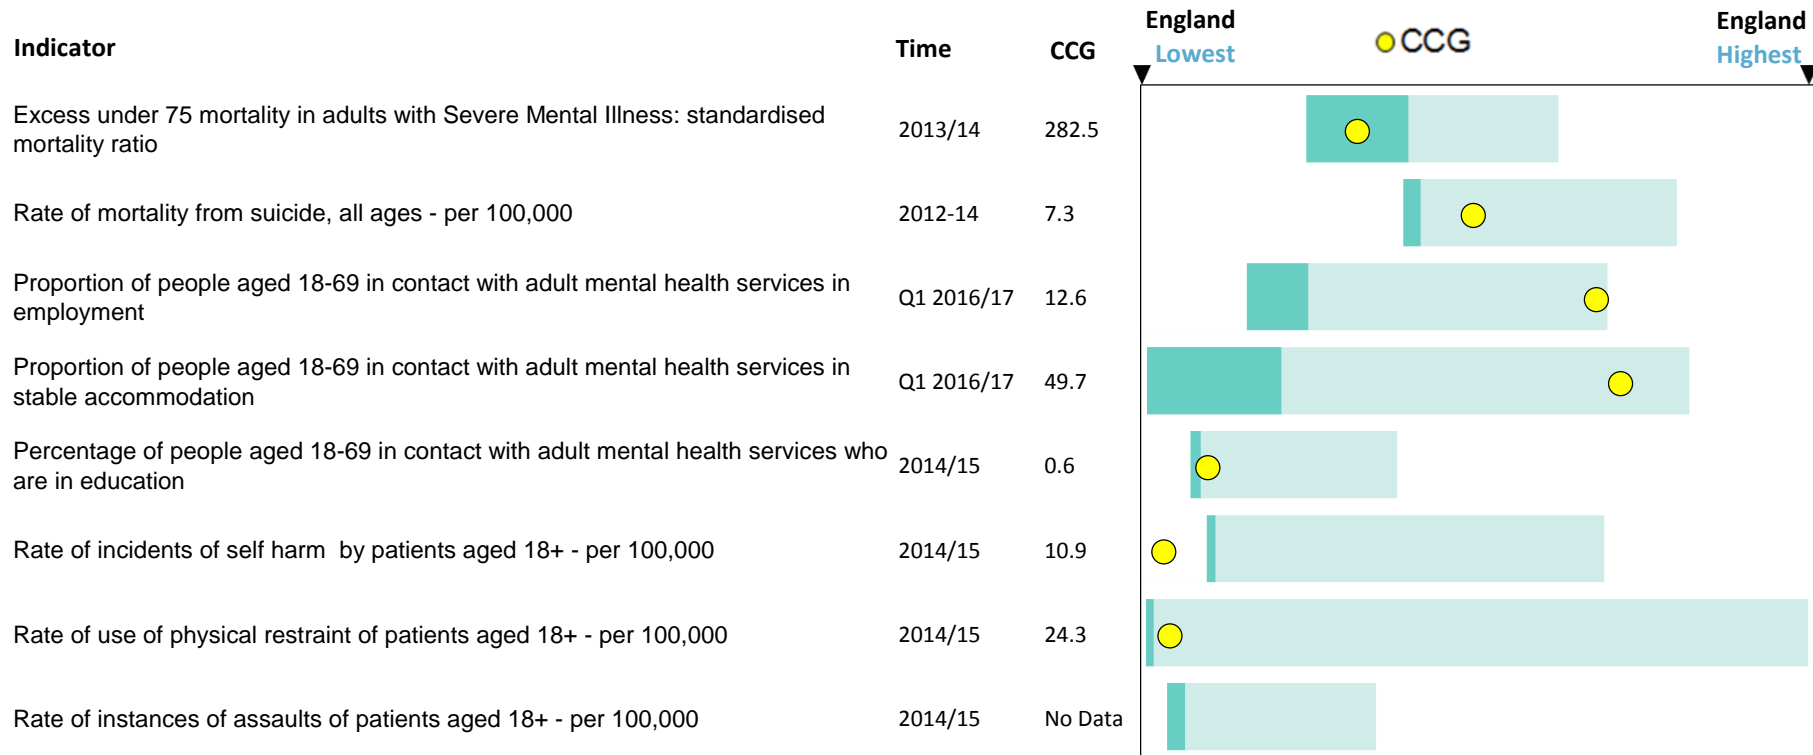 Indicator Time CCG England Lowest CCG England Highest
Excess under 75 mortality in adults with Severe Mental Illness: standardised
mortality ratio
2013/14 282.5
Rate of mortality from suicide, all ages - per 100,000 2012-14 7.3
Proportion of people aged 18-69 in contact with adult mental health services in
employment
Q1 2016/17 12.6
Proportion of people aged 18-69 in contact with adult mental health services in
stable accommodation
Q1 2016/17 49.7
Percentage of people aged 18-69 in contact with adult mental health services who
are in education
2014/15 0.6
Rate of incidents of self harm  by patients aged 18+ - per 100,000 2014/15 10.9
Rate of use of physical restraint of patients aged 18+ - per 100,000 2014/15 24.3
Rate of instances of assaults of patients aged 18+ - per 100,000 2014/15 No Data